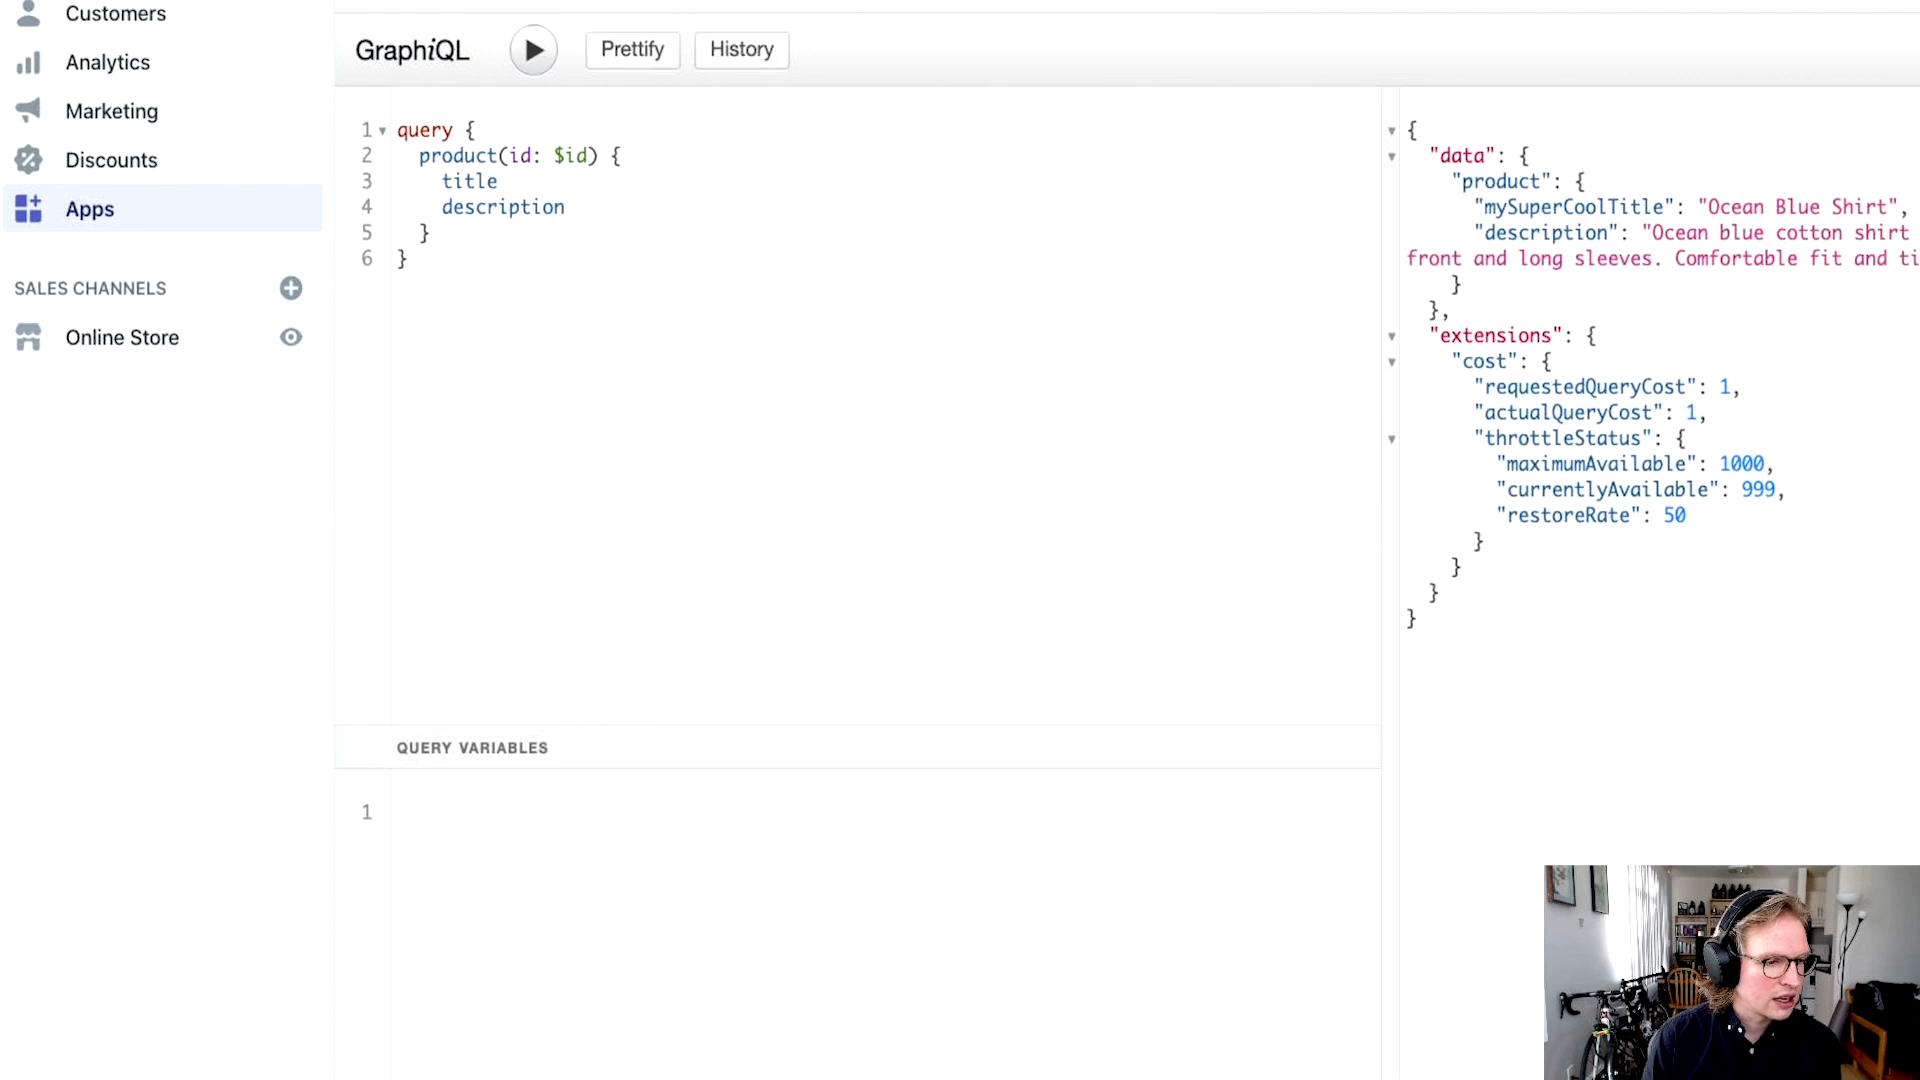 Customers
Analytics
Marketing
Discounts
Apps
SALES CHANNELS
Online Store
GraphiQL
Prettify
History
1 query {
2 product(id: $id) {
3 title
4 description
5 }
6 }
QUERY VARIABLES
1
{
"data": {
"product": {
"mySuperCoolTitle": "Ocean Blue Shirt",
"description": "Ocean blue cotton shirt
front and long sleeves. Comfortable fit and ti
}
},
"extensions": {
"cost": {
"requestedQueryCost": 1,
"actualQueryCost": 1,
"throttleStatus": {
"maximumAvailable": 1000,
"currentlyAvailable": 999,
"restoreRate": 50
}
}
}
}